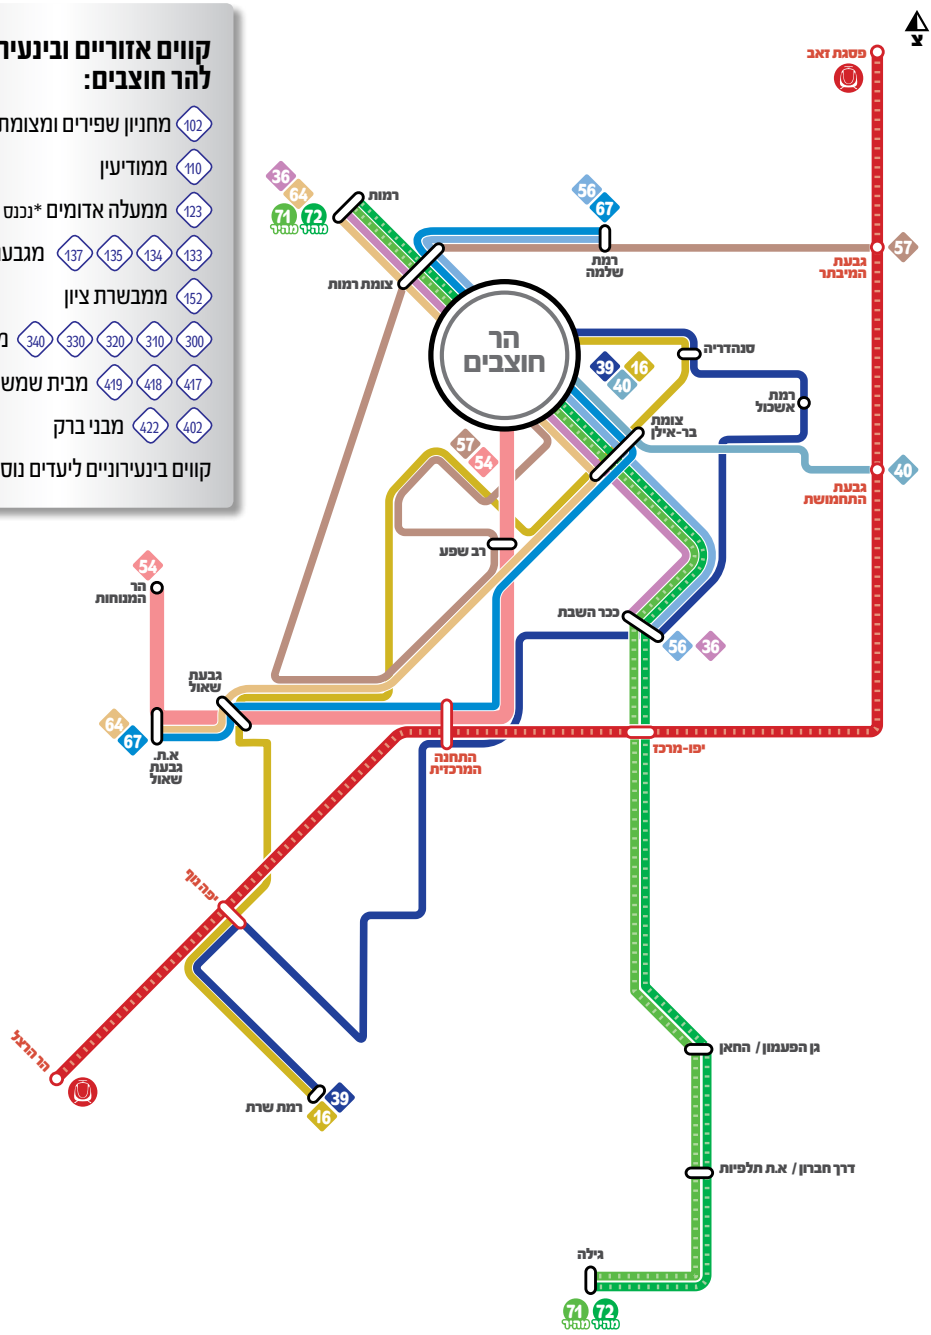 צ
קווים אזוריים ובינעיר
להר חוצבים:
102 מחניון שפירים ומצומת
110 ממודיעין
123 ממעלה אדומים *נכנס
133 134 135 137 מגבע
152 ממבשרת ציון
300 310 320 330 340 מ
417 418 419 מבית שמש
402 422 מבני ברק
קווים בינעירוניים ליעדים נוס
פסגת זאב
36
64
71 72
מהיר מהיר
רמות
56
67
רמת
שלמה
57
גבעת
המיבתר
צומת רמות
הר
חוצבים
סנהדריה
39 16
40
רמת
אשכול
צומת
בר-אילן
57
54
40
גבעת
התחמושת
רב שפע
54
הר
המנוחות
ככר השבת
56 36
גבעת
שאול
64
67
א.ת.
גבעת
שאול
התחנה
המרכזית
יפו-מרכז
יפה נוף
הר הרצל
גן הפעמון / החאן
רמת שרת
39
16
דרך חברון / א.ת תלפיות
גילה
71 72
מהיר מהיר